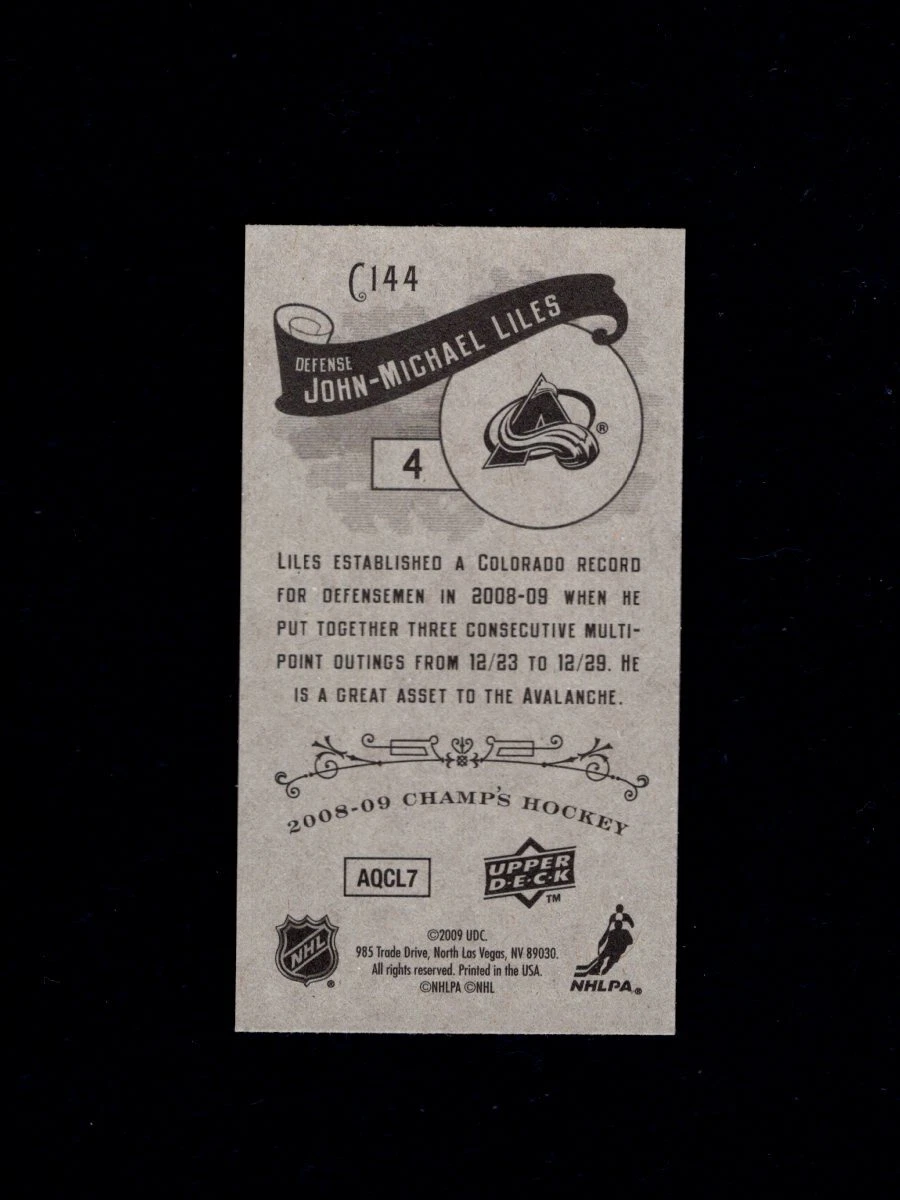 C144
DEFENSE
JOHN-MICHAEL LILES
®
4
LILES ESTABLISHED A COLORADO RECORD
FOR DEFENSEMEN IN 2008-09 WHEN HE
PUT TOGETHER THREE CONSECUTIVE MULTI-
POINT OUTINGS FROM 12/23 TO 12/29. HE
IS A GREAT ASSET TO THE AVALANCHE.
2008-09 CHAMP'S HOCKEY
AQCL7
UPPER
D·E·C·K
TM
NHL
®
©2009 UDC.
985 Trade Drive, North Las Vegas, NV 89030.
All rights reserved. Printed in the USA.
©NHLPA ©NHL
NHLPA®